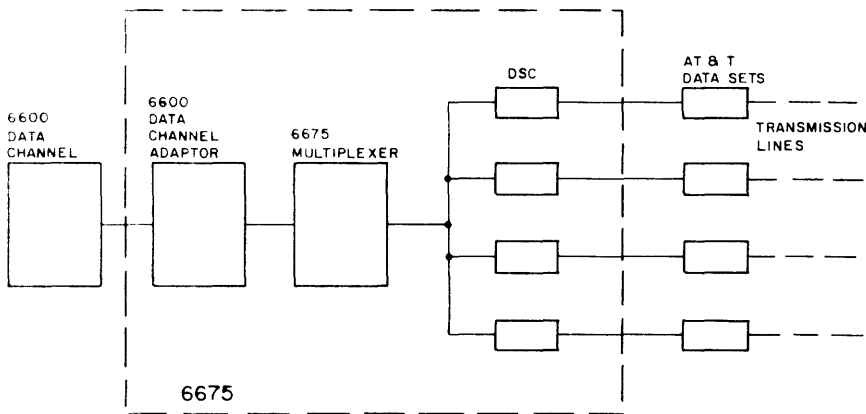 6600
DATA
CHANNEL
6600
DATA
CHANNEL
ADAPTOR
6675
MULTIPLEXER
DSC
AT & T
DATA SETS
TRANSMISSION
LINES
6675